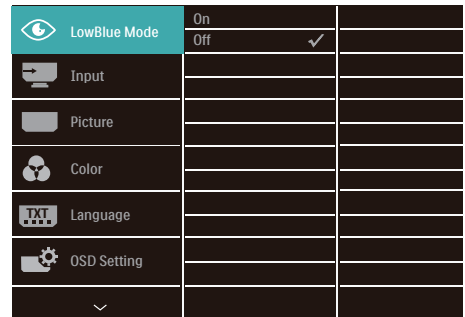 LowBlue Mode
On
Off
Input
Picture
Color
TXT
Language
OSD Setting